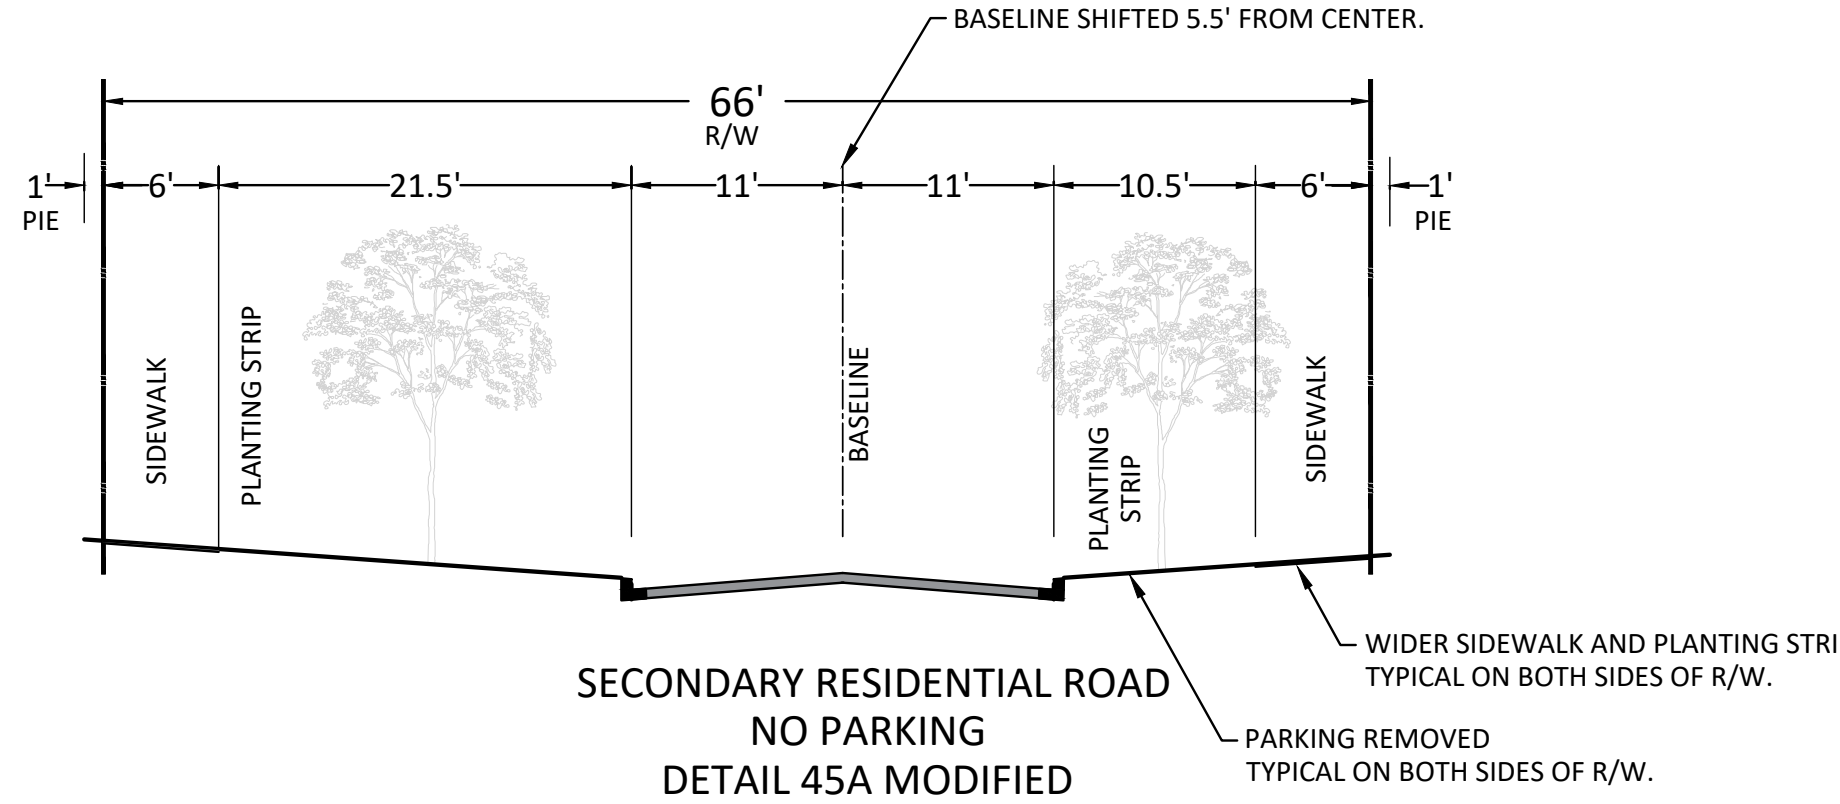 BASELINE SHIFTED 5.5' FROM CENTER.
66'
R/W
1' 6' 21.5' 11' 11' 10.5' 6' 1'
PIE PIE
SIDEWALK
PLANTING STRIP
BASELINE
PLANTING
STRIP
SIDEWALK
WIDER SIDEWALK AND PLANTING STRI
TYPICAL ON BOTH SIDES OF R/W.
SECONDARY RESIDENTIAL ROAD
NO PARKING
DETAIL 45A MODIFIED
PARKING REMOVED
TYPICAL ON BOTH SIDES OF R/W.